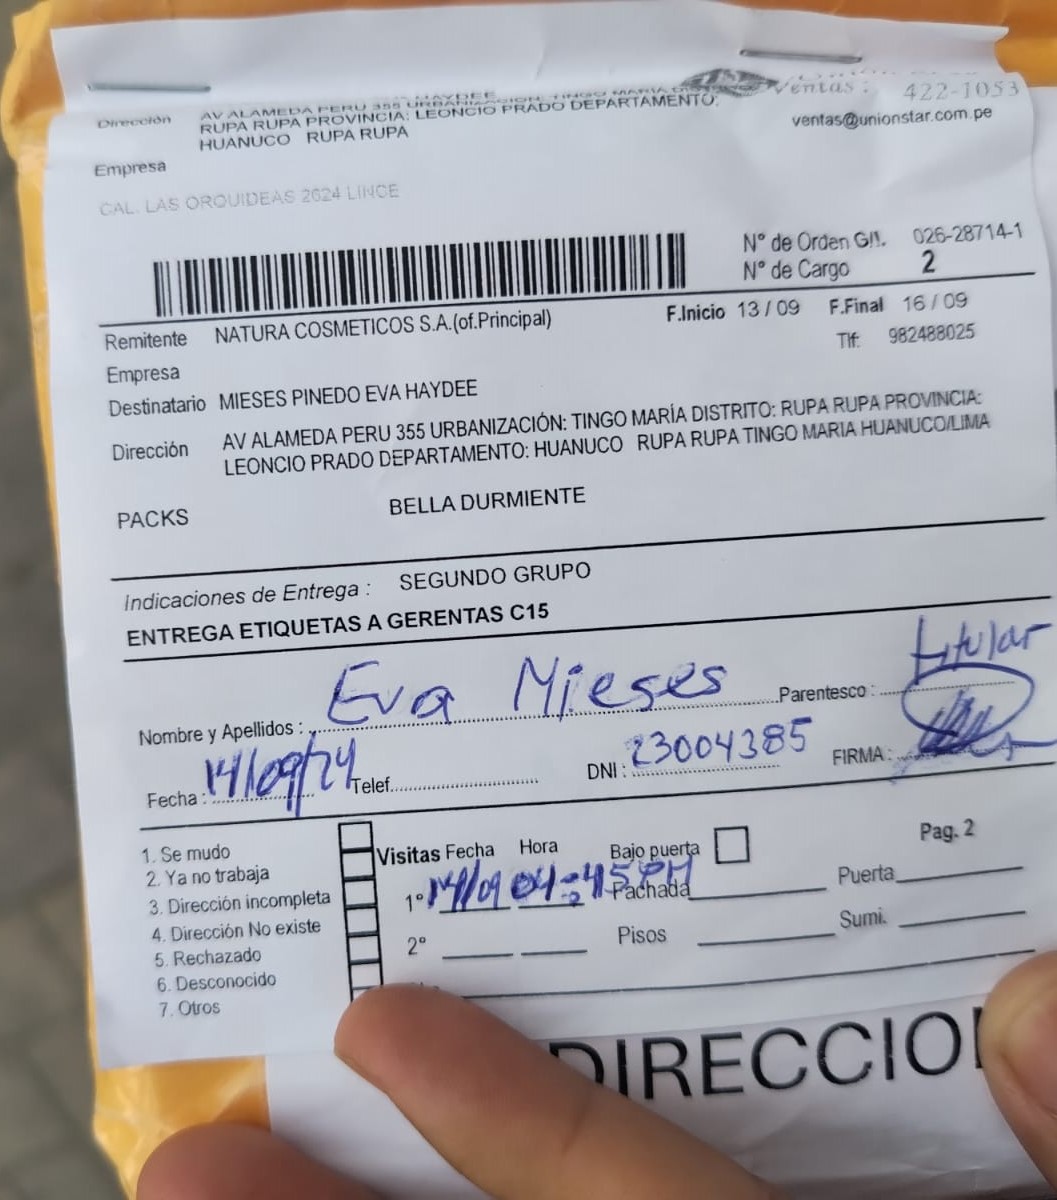 HAYDEE
Ventas : 422-1053
Dirección AV ALAMEDA PERU 355 URBANIZACIÓN: TINGO MARIA DISTRITO:
RUPA RUPA PROVINCIA: LEONCIO PRADO DEPARTAMENTO:
HUANUCO RUPA RUPA
ventas@unionstar.com.pe
Empresa
CAL. LAS ORQUIDEAS 2624 LINCE
N° de Orden G/I. 026-28714-1
N° de Cargo 2
Remitente NATURA COSMETICOS S.A.(of.Principal) F.Inicio 13 / 09 F.Final 16 / 09
Empresa Tlf: 982488025
Destinatario MIESES PINEDO EVA HAYDEE
Dirección AV ALAMEDA PERU 355 URBANIZACIÓN: TINGO MARÍA DISTRITO: RUPA RUPA PROVINCIA:
LEONCIO PRADO DEPARTAMENTO: HUANUCO RUPA RUPA TINGO MARIA HUANUCO/LIMA
PACKS BELLA DURMIENTE
Indicaciones de Entrega : SEGUNDO GRUPO
ENTREGA ETIQUETAS A GERENTAS C15
Nombre y Apellidos : Eva Mieses Parentesco : titular
Fecha : 14/09/24 Telef. DNI : 23004385 FIRMA :
1. Se mudo
2. Ya no trabaja
3. Dirección incompleta
4. Dirección No existe
5. Rechazado
6. Desconocido
7. Otros
Visitas Fecha Hora Bajo puerta Pag. 2
1° 14/09 04:45 PM Fachada Puerta
2° Pisos Sumi.
DIRECCION